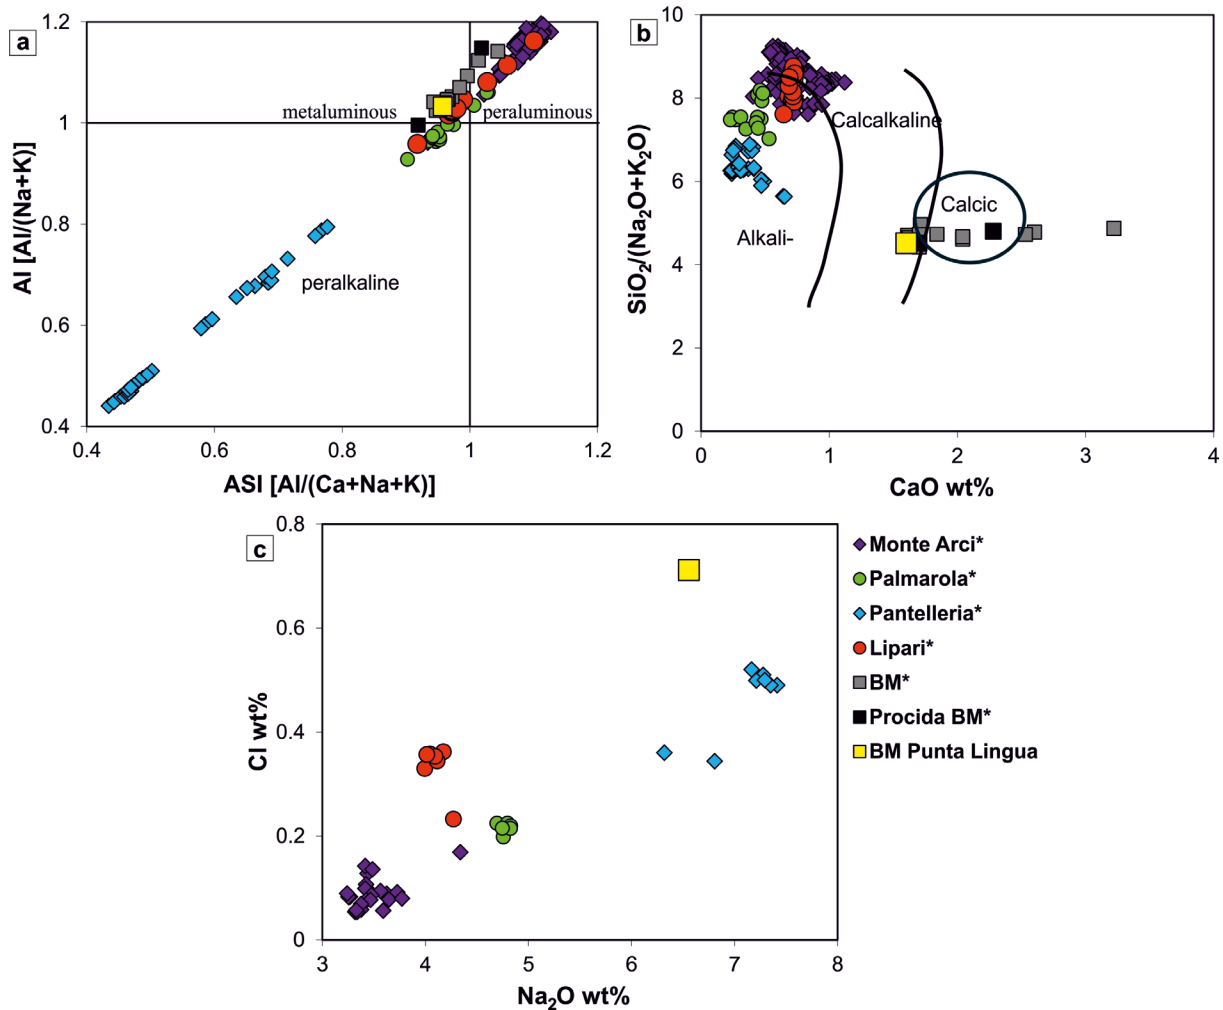 a
1.2
1
0.8
0.6
0.4
AI [Al/(Na+K)]
metaluminous
peraluminous
peralkaline
0.4
0.6
0.8
1
1.2
ASI [Al/(Ca+Na+K)]
b
10
8
6
4
2
0
SiO₂/(Na₂O+K₂O)
Calcalkaline
Calcic
Alkali-
0
1
2
3
4
CaO wt%
c
0.8
0.6
0.4
0.2
0
Cl wt%
3
4
5
6
7
8
Na₂O wt%
Monte Arci*
Palmarola*
Pantelleria*
Lipari*
BM*
Procida BM*
BM Punta Lingua